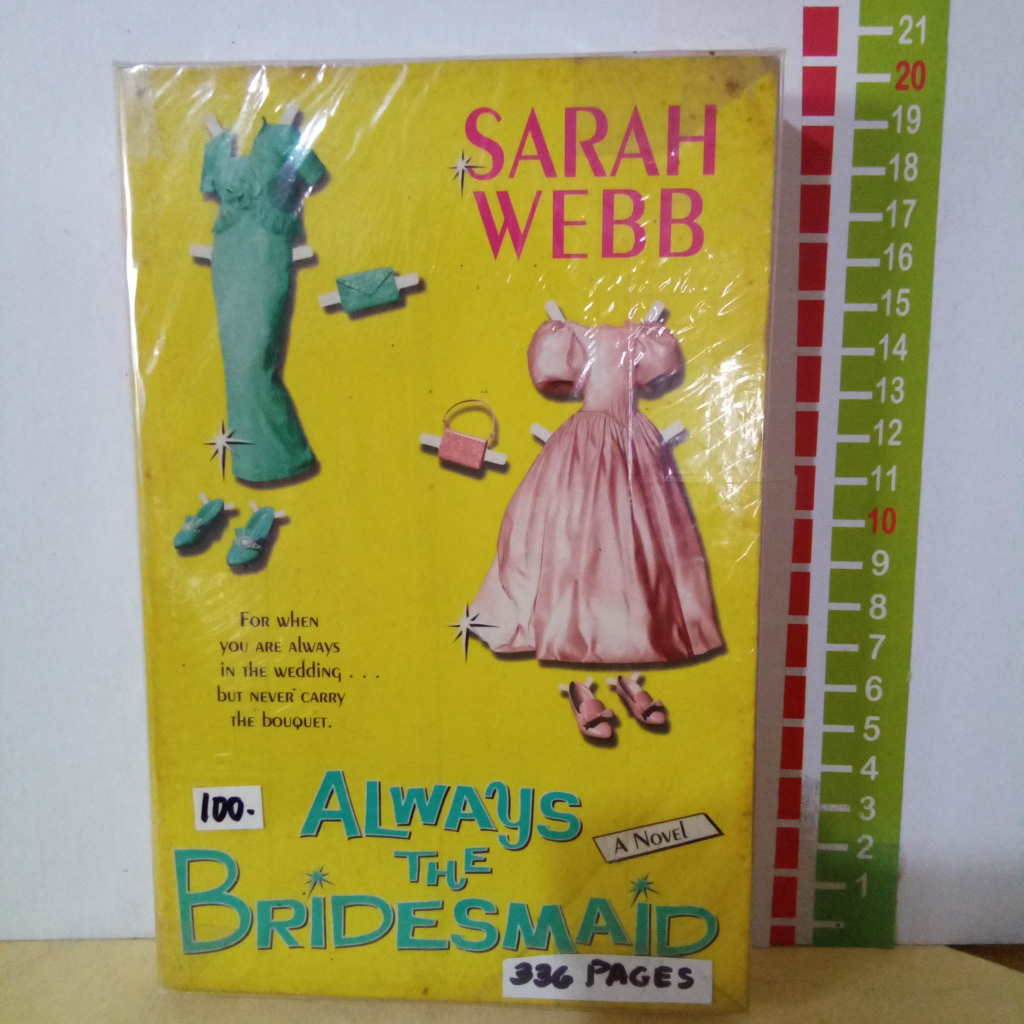 SARAH
WEBB
FOR WHEN
YOU ARE ALWAYS
IN THE WEDDING . . .
BUT NEVER CARRY
THE BOUQUET.
100.
ALWAYS
THE
BRIDESMAID
A NOVEL
336 PAGES
21
20
19
18
17
16
15
14
13
12
11
10
9
8
7
6
5
4
3
2
1